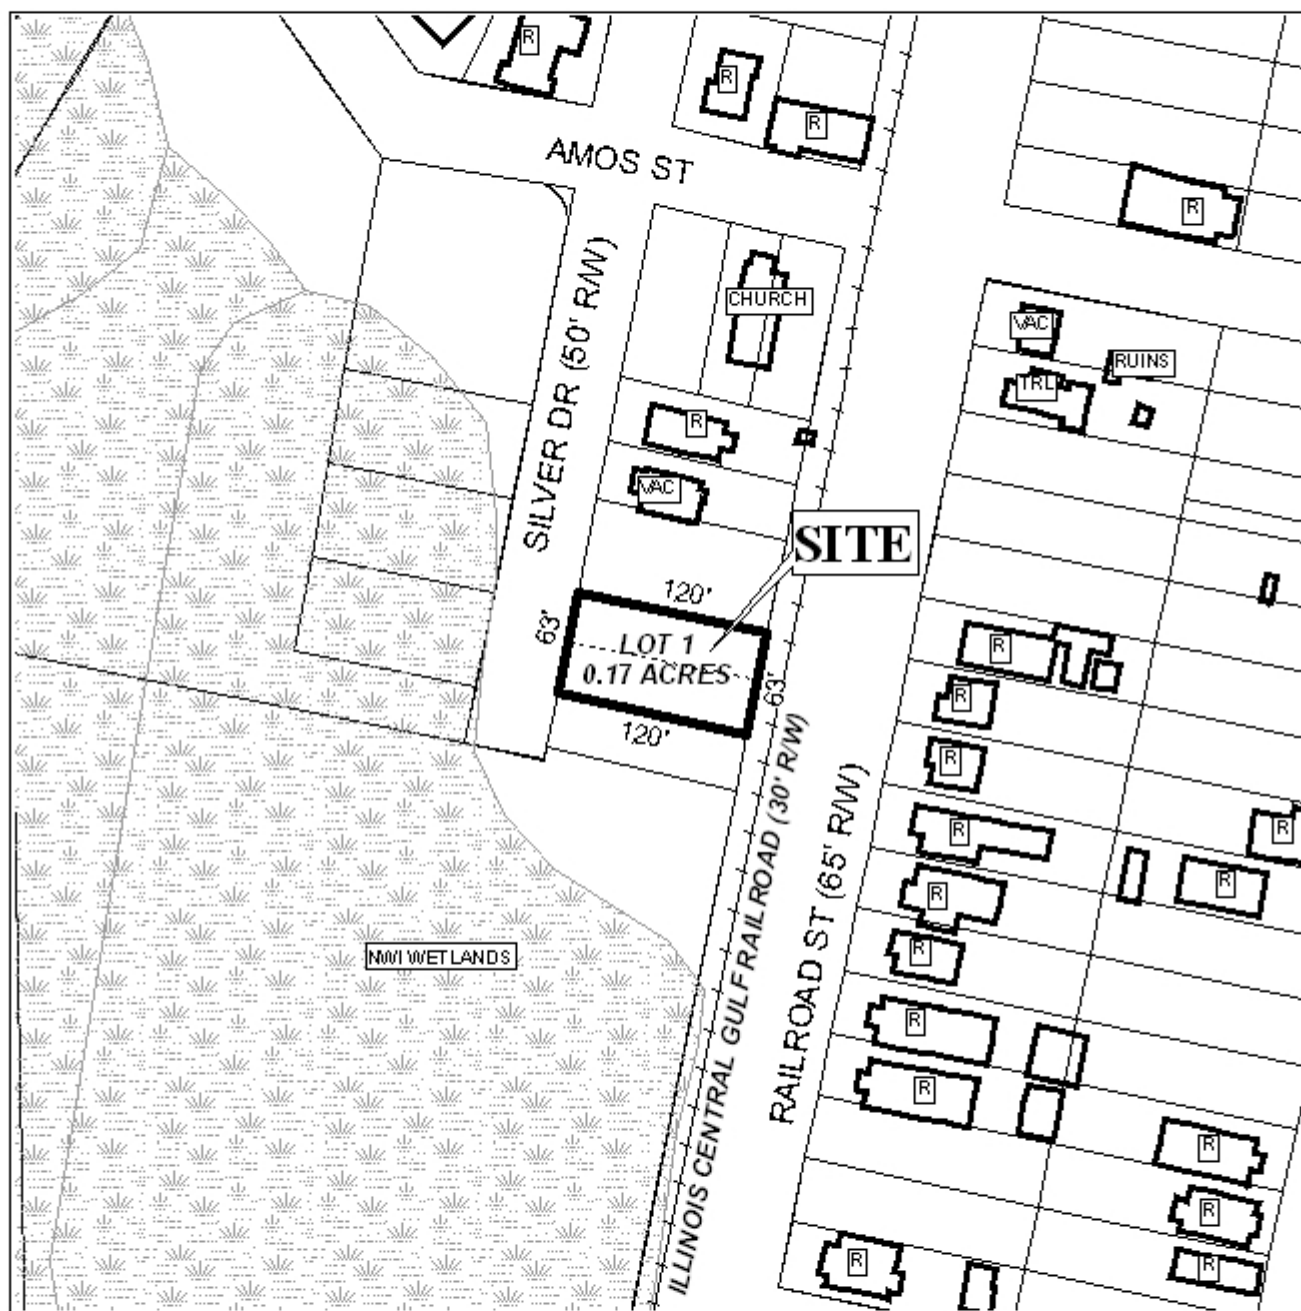 R
R
R
AMOS ST
R
SILVER DR (50' R/W)
CHURCH
VAC
RUINS
TRL
R
VAC
SITE
120'
63'
LOT 1
0.17 ACRES
63'
120'
R
R
R
R
R
R
R
R
R
R
R
ILLINOIS CENTRAL GULF RAILROAD (30' R/W)
RAILROAD ST (65' R/W)
NWI WETLANDS
R
R
R
R